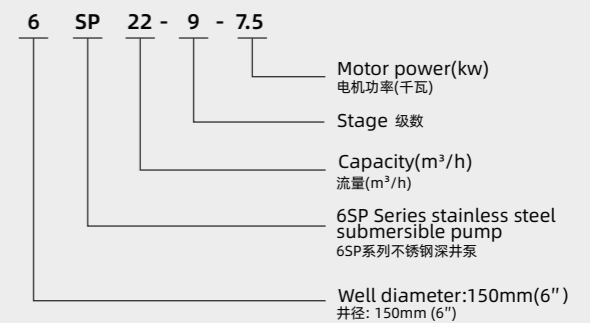 6 SP 22 - 9 - 7.5
Motor power(kw)
电机功率(千瓦)
Stage 级数
Capacity(m³/h)
流量(m³/h)
6SP Series stainless steel
submersible pump
6SP系列不锈钢深井泵
Well diameter:150mm(6″)
井径: 150mm (6″)